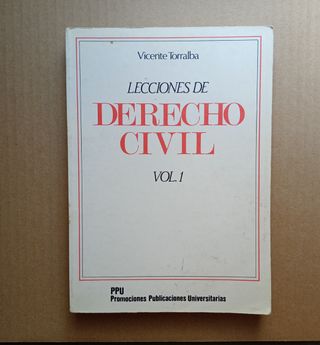 Vicente Torralba
LECCIONES DE
DERECHO
CIVIL
VOL. 1
PPU
Promociones Publicaciones Universitarias